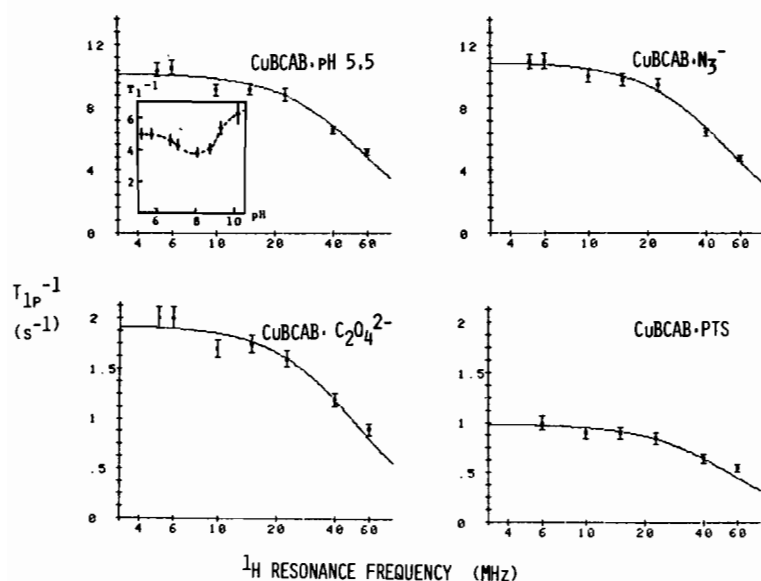 CuBCAB·pH 5,5
12
8
4
0
4 6 10 20 40 60
T₁⁻¹
6
4
2
6 8 10 pH
CuBCAB·N₃⁻
12
8
4
0
4 6 10 20 40 60
T₁ₚ⁻¹
(s⁻¹)
CuBCAB· C₂O₄²⁻
2
1.5
1
.5
0
4 6 10 20 40 60
CuBCAB·PTS
2
1.5
1
.5
0
4 6 10 20 40 60
¹H RESONANCE FREQUENCY (MHz)